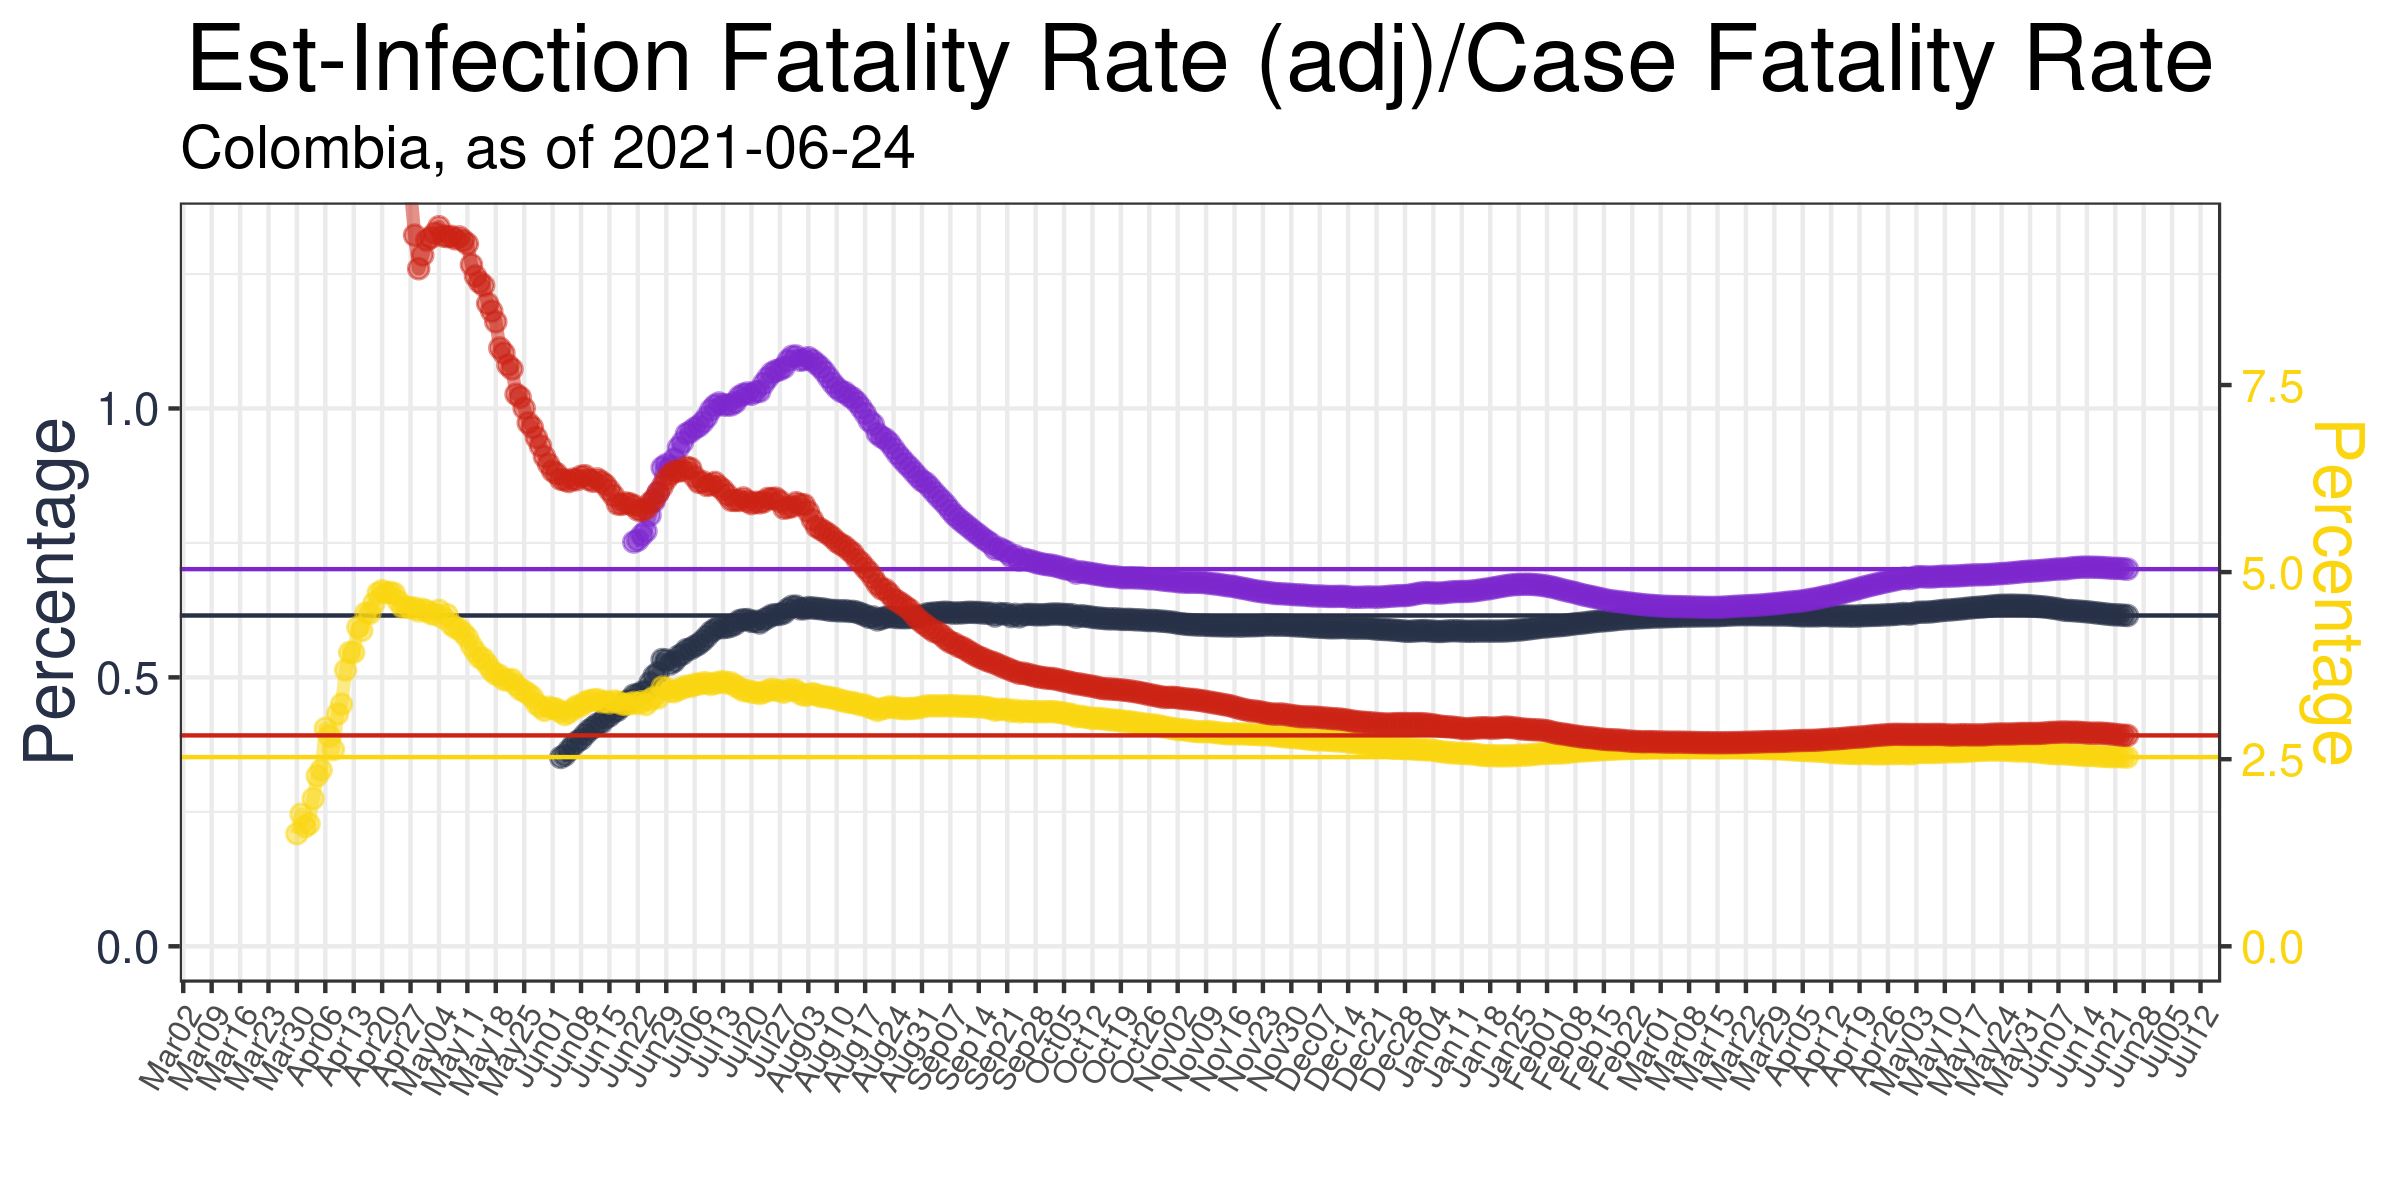 Est-Infection Fatality Rate (adj)/Case Fatality Rate
Colombia, as of 2021-06-24
Percentage
1.0
0.5
0.0
7.5
5.0
2.5
0.0
Percentage
Mar02
Mar09
Mar16
Mar23
Mar30
Apr06
Apr13
Apr20
Apr27
May04
May11
May18
May25
Jun01
Jun08
Jun15
Jun22
Jun29
Jul06
Jul13
Jul20
Jul27
Aug03
Aug10
Aug17
Aug24
Aug31
Sep07
Sep14
Sep21
Sep28
Oct05
Oct12
Oct19
Oct26
Nov02
Nov09
Nov16
Nov23
Nov30
Dec07
Dec14
Dec21
Dec28
Jan04
Jan11
Jan18
Jan25
Feb01
Feb08
Feb15
Feb22
Mar01
Mar08
Mar15
Mar22
Mar29
Apr05
Apr12
Apr19
Apr26
May03
May10
May17
May24
May31
Jun07
Jun14
Jun21
Jun28
Jul05
Jul12